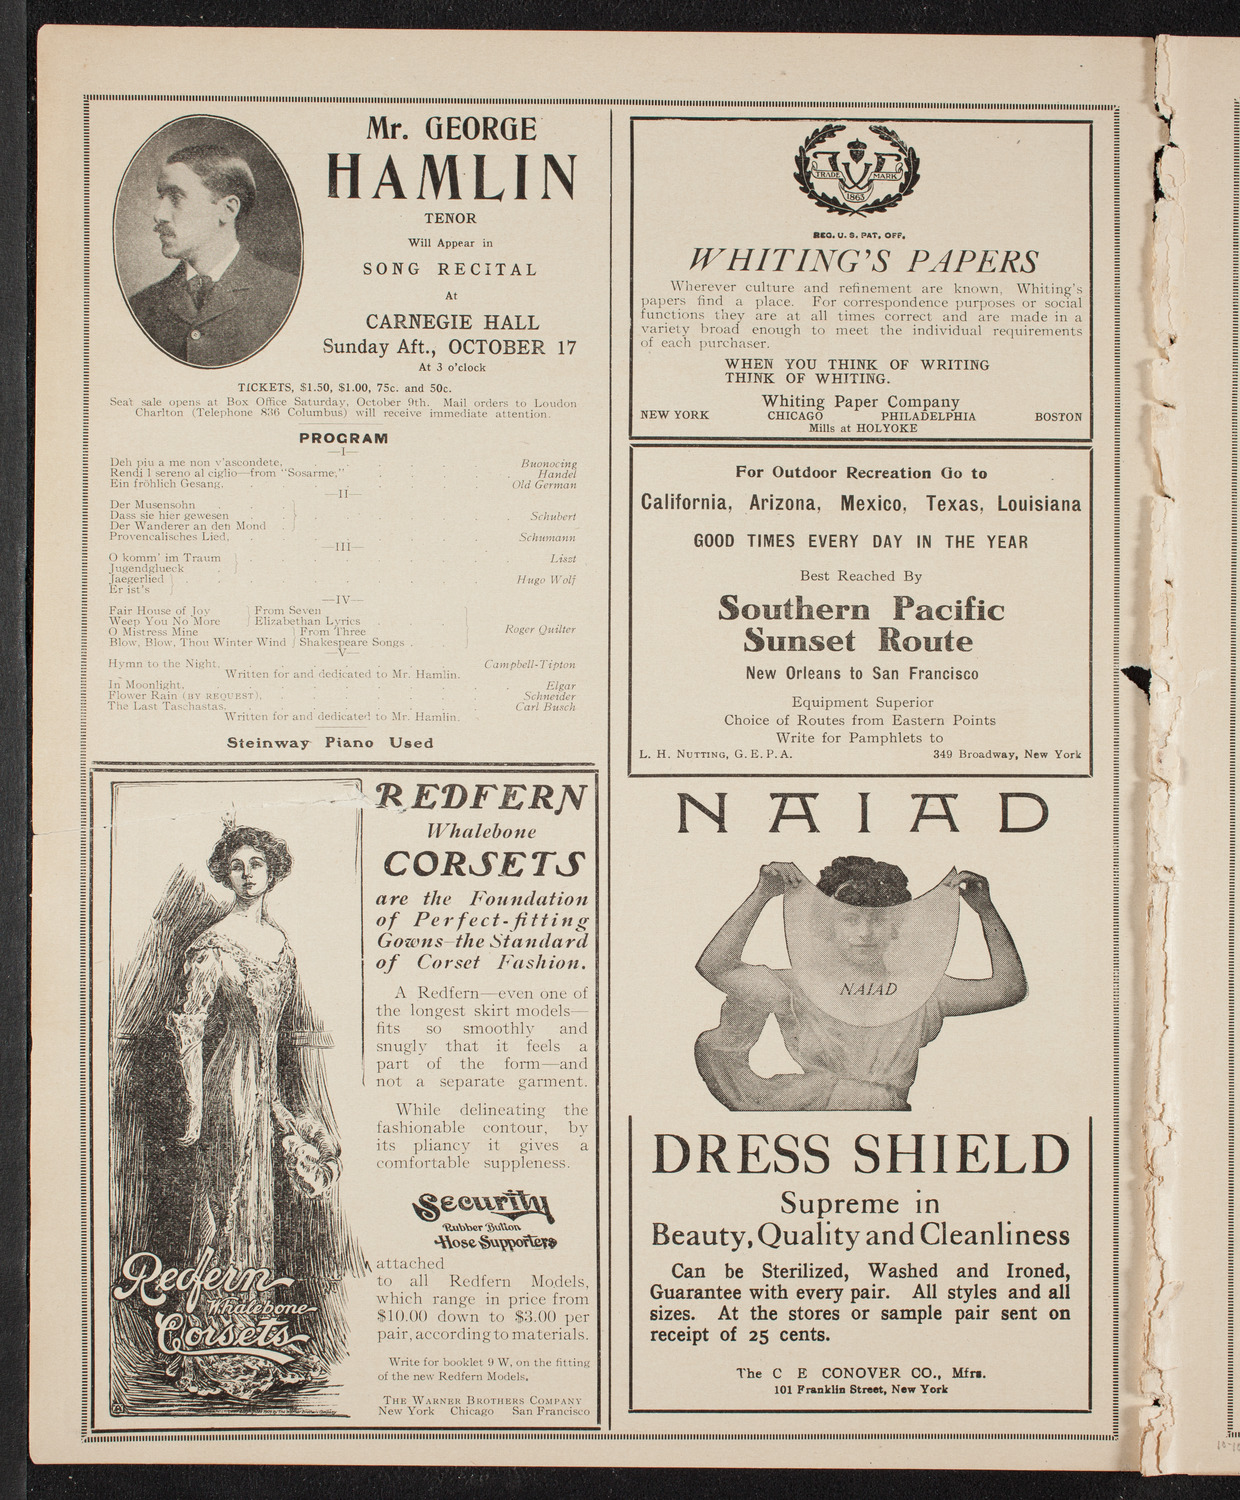 Mr. GEORGE
HAMLIN
TENOR
Will Appear in
SONG RECITAL
At
CARNEGIE HALL
Sunday Aft., OCTOBER 17
At 3 o'clock
TICKETS, $1.50, $1.00, 75c. and 50c.
Seat sale opens at Box Office Saturday, October 9th. Mail orders to Loudon
Charlton (Telephone 836 Columbus) will receive immediate attention.
PROGRAM
—I—
Deh piu a me non v'ascondete, Buononcing
Rendi l sereno al ciglio—from "Sosarme," Handel
Ein fröhlich Gesang. Old German
—II—
Der Musensohn
Dass sie hier gewesen Schubert
Der Wanderer an den Mond
Provencalisches Lied. Schumann
—III—
O komm' im Traum Liszt
Jugendglueck
Jaegerlied Hugo Wolf
Er ist's
—IV—
Fair House of Joy From Seven
Weep You No More Elizabethan Lyrics
O Mistress Mine From Three Roger Quilter
Blow, Blow, Thou Winter Wind Shakespeare Songs
—V—
Hymn to the Night, Campbell-Tipton
Written for and dedicated to Mr. Hamlin.
In Moonlight, Elgar
Flower Rain (BY REQUEST), Schneider
The Last Taschastas, Carl Busch
Written for and dedicated to Mr. Hamlin.
Steinway Piano Used
REDFERN
Whalebone
CORSETS
are the Foundation
of Perfect-fitting
Gowns—the Standard
of Corset Fashion.
A Redfern—even one of
the longest skirt models—
fits so smoothly and
snugly that it feels a
part of the form—and
not a separate garment.
While delineating the
fashionable contour, by
its pliancy it gives a
comfortable suppleness.
Security
Rubber Button
Hose Supporters
attached
to all Redfern Models,
which range in price from
$10.00 down to $3.00 per
pair, according to materials.
Write for booklet 9 W, on the fitting
of the new Redfern Models.
THE WARNER BROTHERS COMPANY
New York Chicago San Francisco
Redfern
Whalebone
Corsets
TRADE MARK
1863
REG. U. S. PAT. OFF.
WHITING'S PAPERS
Wherever culture and refinement are known, Whiting's
papers find a place. For correspondence purposes or social
functions they are at all times correct and are made in a
variety broad enough to meet the individual requirements
of each purchaser.
WHEN YOU THINK OF WRITING
THINK OF WHITING.
Whiting Paper Company
NEW YORK CHICAGO PHILADELPHIA BOSTON
Mills at HOLYOKE
For Outdoor Recreation Go to
California, Arizona, Mexico, Texas, Louisiana
GOOD TIMES EVERY DAY IN THE YEAR
Best Reached By
Southern Pacific
Sunset Route
New Orleans to San Francisco
Equipment Superior
Choice of Routes from Eastern Points
Write for Pamphlets to
L. H. NUTTING, G. E. P. A. 349 Broadway, New York
NAIAD
NAIAD
DRESS SHIELD
Supreme in
Beauty, Quality and Cleanliness
Can be Sterilized, Washed and Ironed,
Guarantee with every pair. All styles and all
sizes. At the stores or sample pair sent on
receipt of 25 cents.
The C E CONOVER CO., Mfrs.
101 Franklin Street, New York